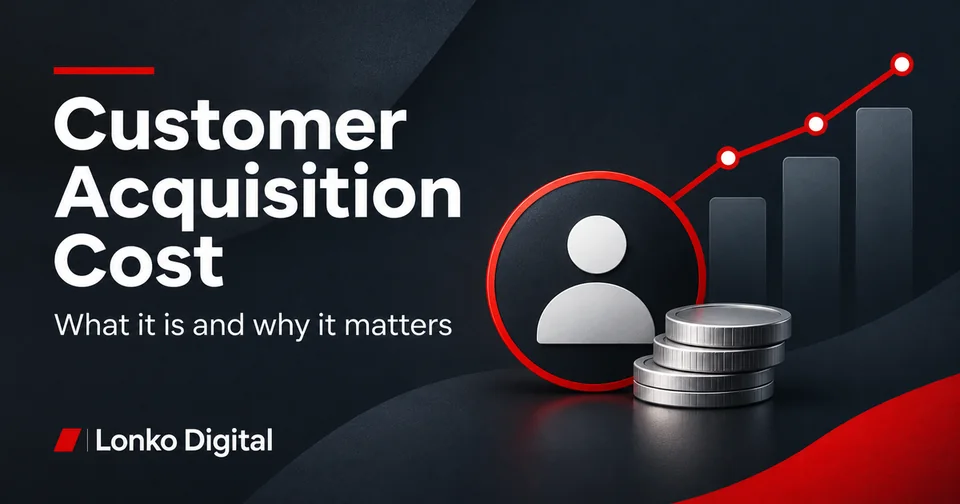 Customer
Acquisition
Cost
What it is and why it matters
Lonko Digital